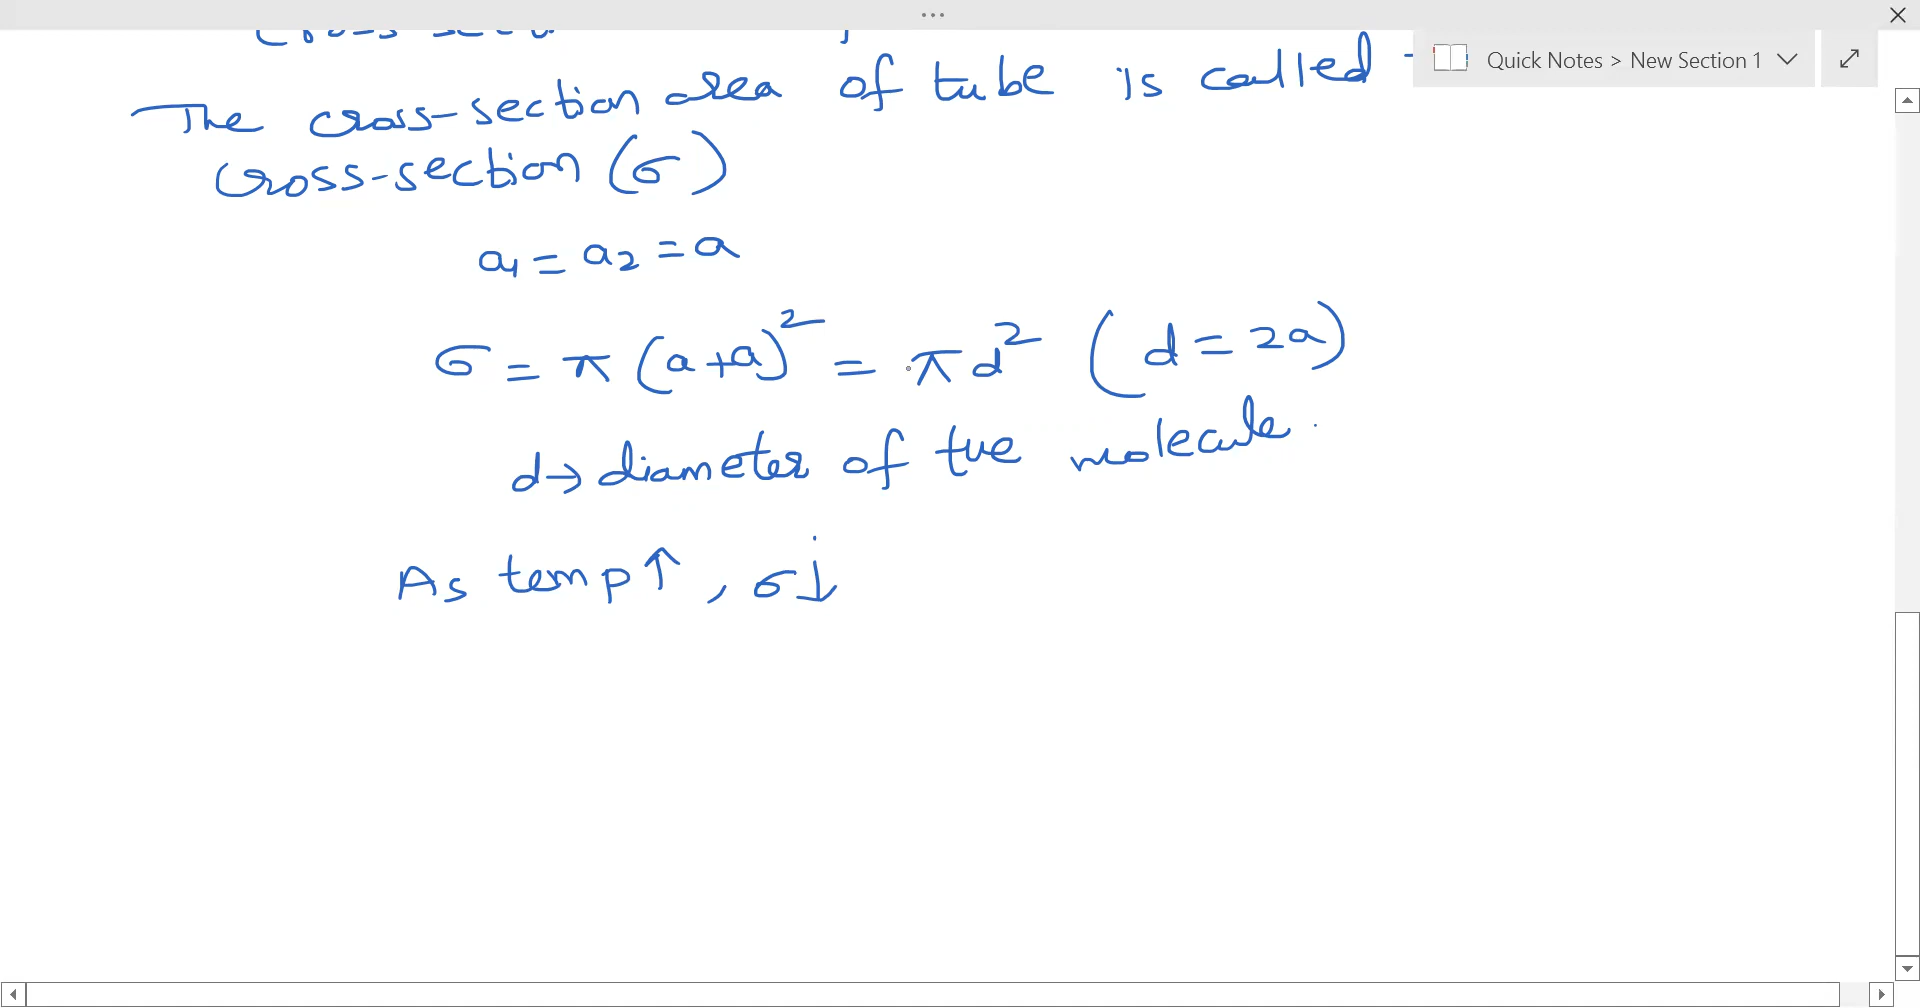 ...
Quick Notes > New Section 1
The cross-section area of tube is called
cross-section (σ)
a₁ = a₂ = a
σ = π (a+a)² = πd² (d = 2a)
d → diameter of the molecule.
As temp ↑, σ ↓